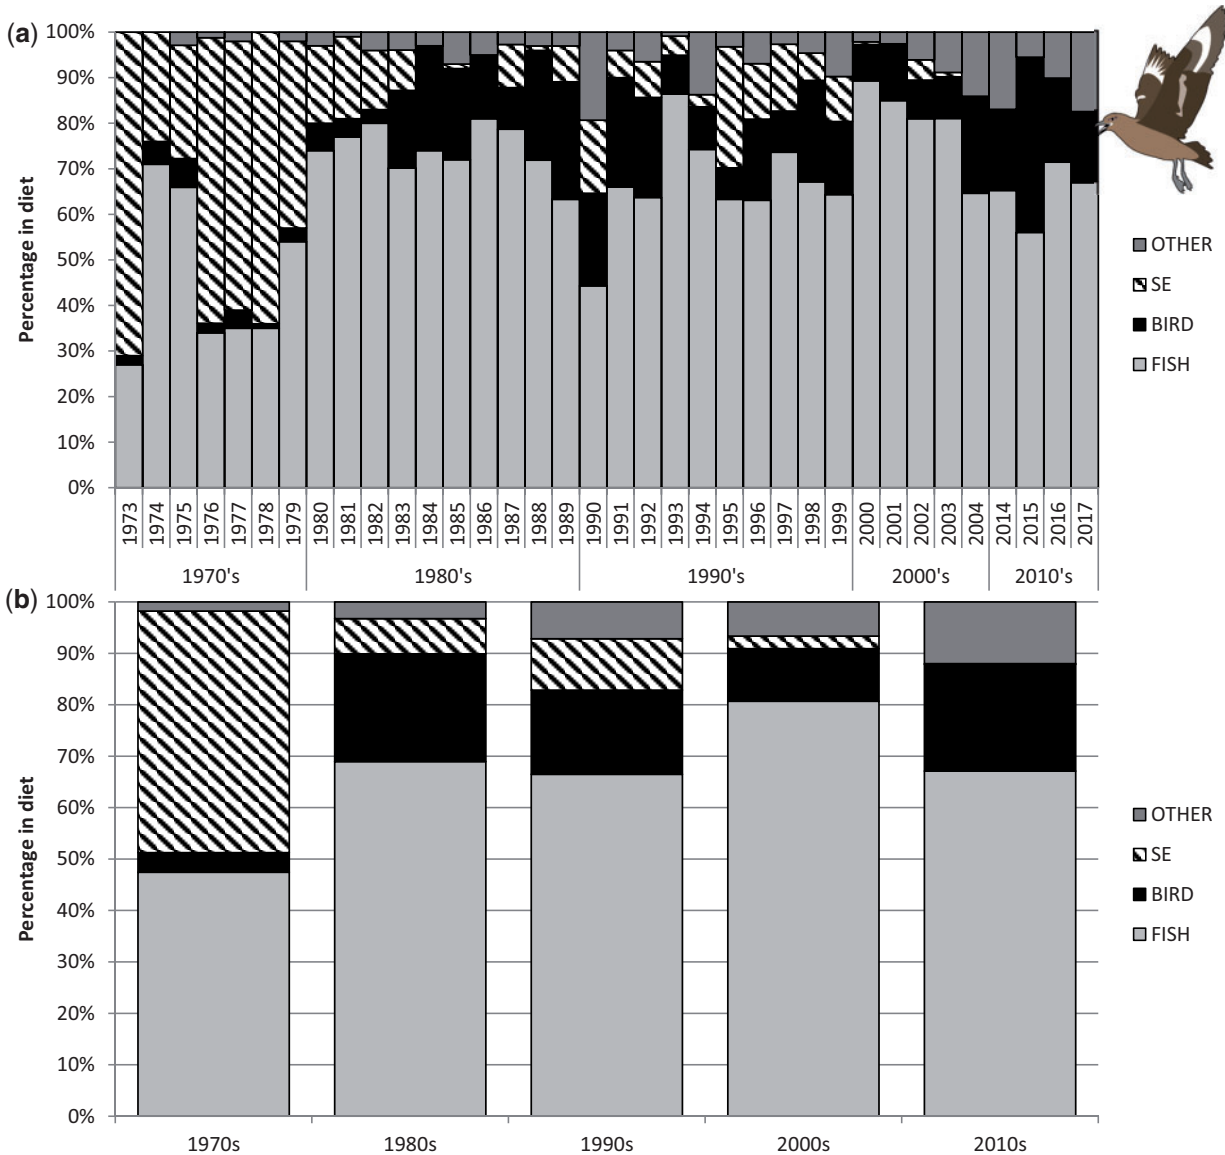 (a)
Percentage in diet
100%
90%
80%
70%
60%
50%
40%
30%
20%
10%
0%
1973 1974 1975 1976 1977 1978 1979 1980 1981 1982 1983 1984 1985 1986 1987 1988 1989 1990 1991 1992 1993 1994 1995 1996 1997 1998 1999 2000 2001 2002 2003 2004 2014 2015 2016 2017
1970's 1980's 1990's 2000's 2010's
OTHER
SE
BIRD
FISH
(b)
Percentage in diet
100%
90%
80%
70%
60%
50%
40%
30%
20%
10%
0%
1970s 1980s 1990s 2000s 2010s
OTHER
SE
BIRD
FISH